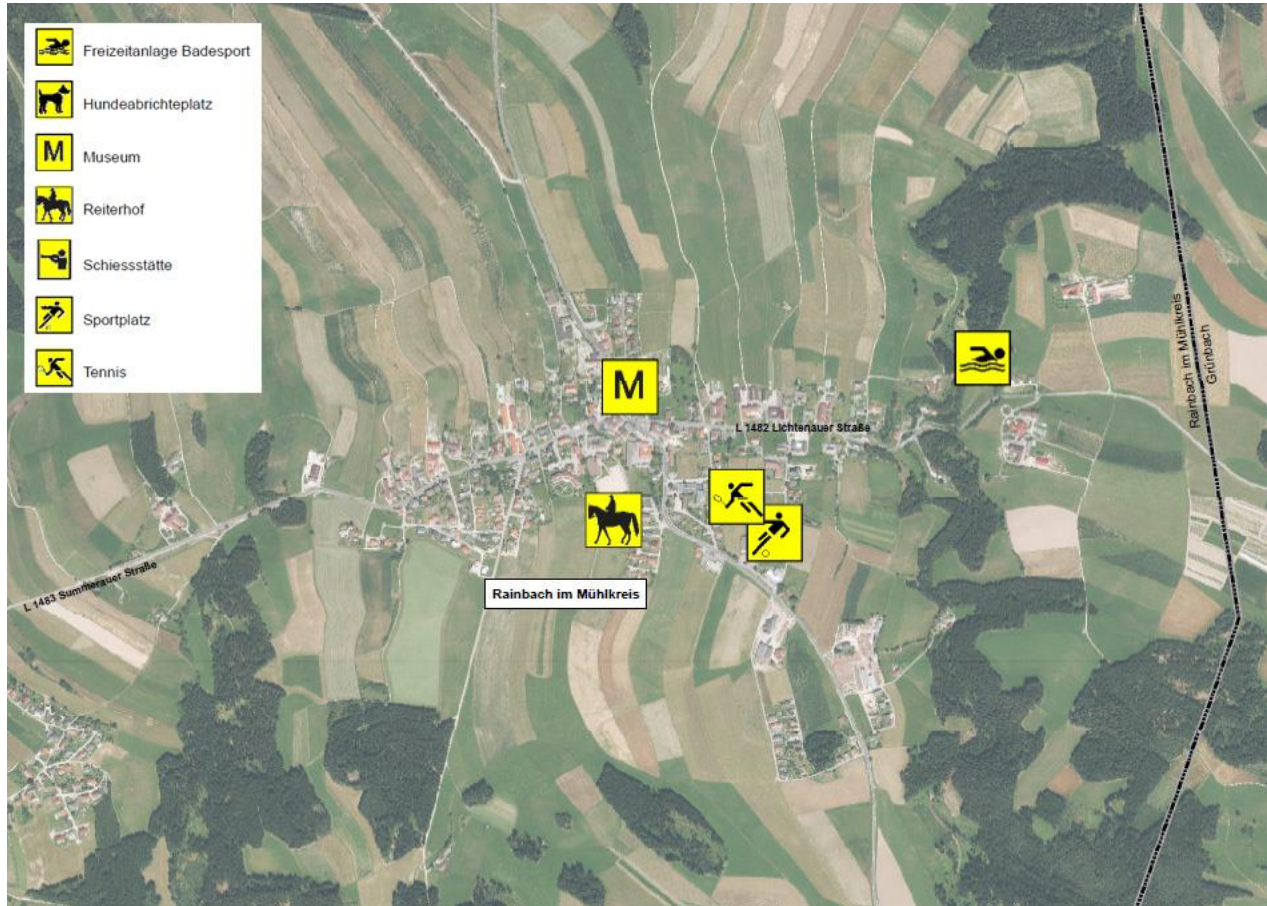 Freizeitanlage Badesport
Hundeabrichteplatz
M Museum
Reiterhof
Schiessstätte
Sportplatz
Tennis
M
Rainbach im Mühlkreis
Grünbach
L 1482 Lichtenauer Straße
L 1483 Summerauer Straße
Rainbach im Mühlkreis